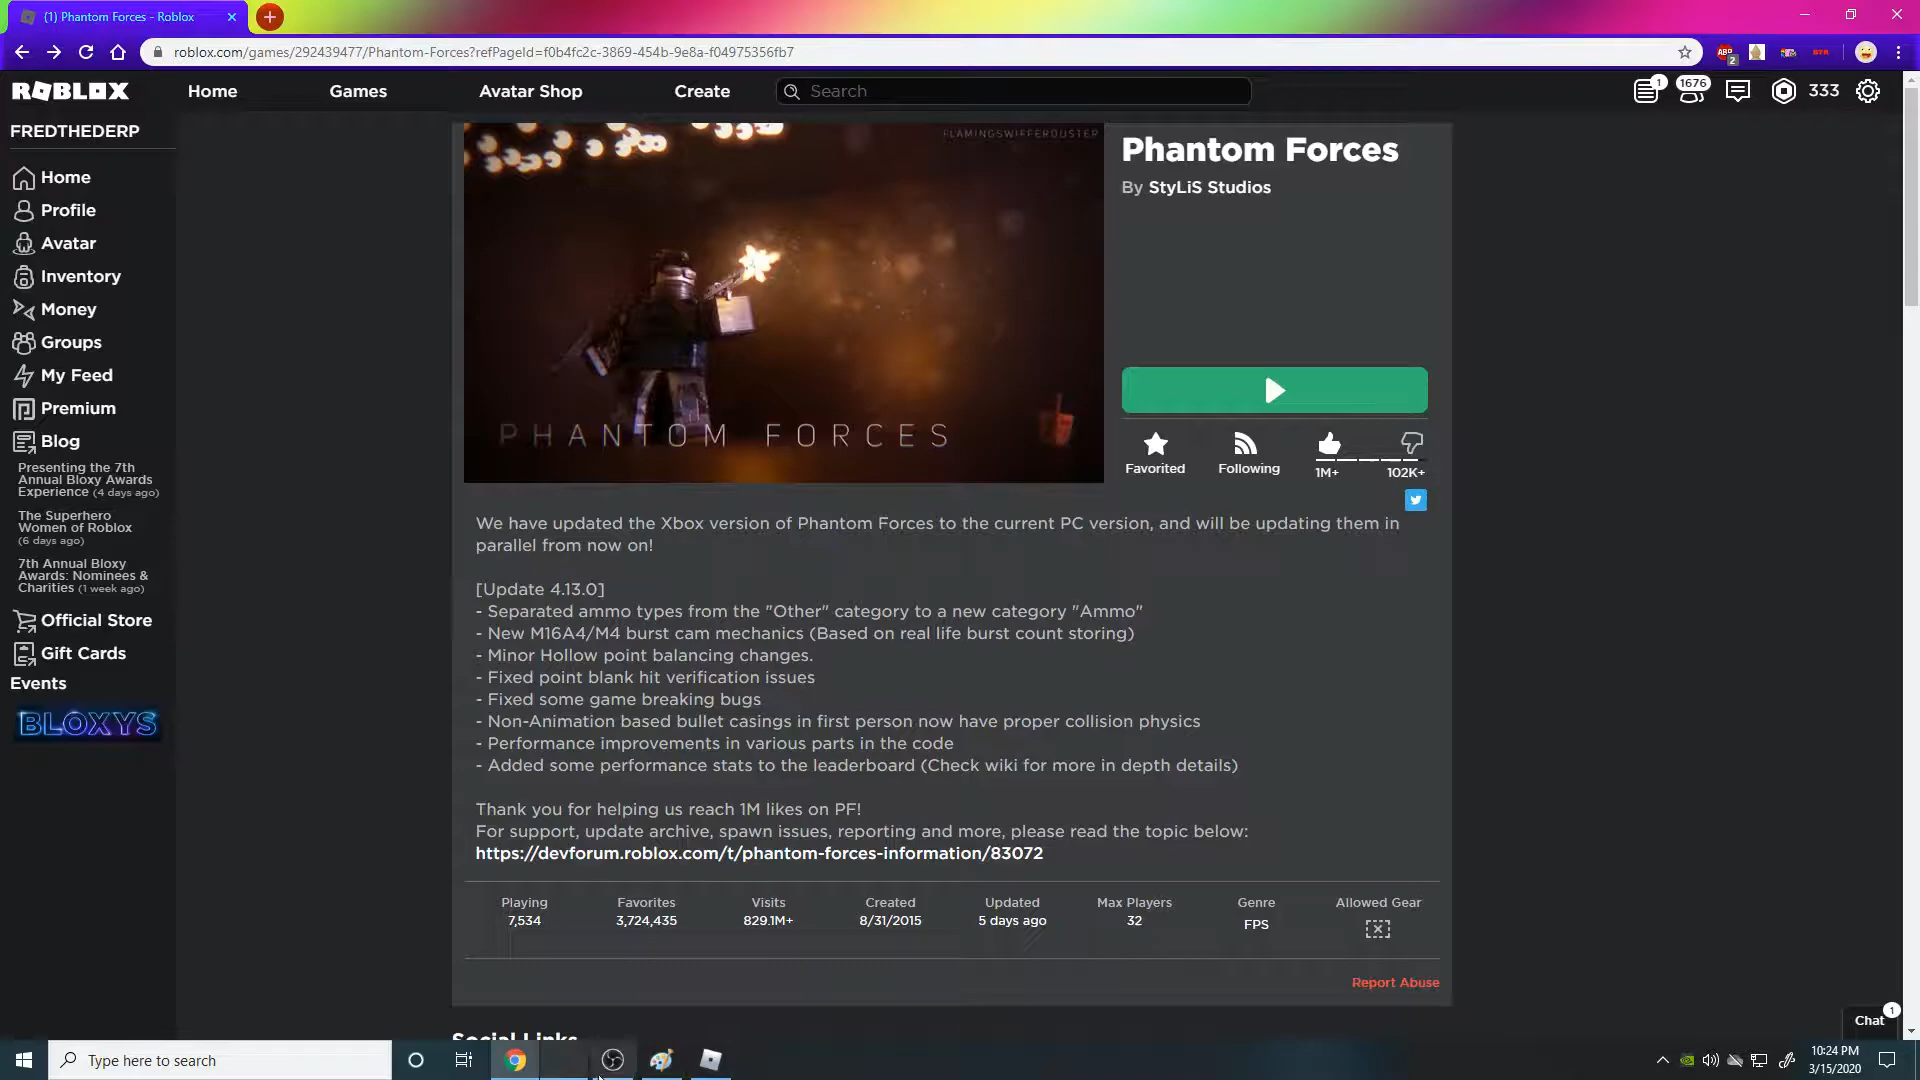 (1) Phantom Forces - Roblox
roblox.com/games/292439477/Phantom-Forces?refPageId=f0b4fc2c-3869-454b-9e8a-f04975356fb7
ABP
2
BTR
ROBLOX
Home
Games
Avatar Shop
Create
Search
1
1676
333
FREDTHEDERP
Home
Profile
Avatar
Inventory
Money
Groups
My Feed
Premium
Blog
Presenting the 7th
Annual Bloxy Awards
Experience (4 days ago)
The Superhero
Women of Roblox
(6 days ago)
7th Annual Bloxy
Awards: Nominees &
Charities (1 week ago)
Official Store
Gift Cards
Events
BLOXYS
FLAMINGSWIFFERDUSTER
PHANTOM FORCES
Phantom Forces
By StyLiS Studios
Favorited
Following
1M+
102K+
We have updated the Xbox version of Phantom Forces to the current PC version, and will be updating them in
parallel from now on!
[Update 4.13.0]
- Separated ammo types from the "Other" category to a new category "Ammo"
- New M16A4/M4 burst cam mechanics (Based on real life burst count storing)
- Minor Hollow point balancing changes.
- Fixed point blank hit verification issues
- Fixed some game breaking bugs
- Non-Animation based bullet casings in first person now have proper collision physics
- Performance improvements in various parts in the code
- Added some performance stats to the leaderboard (Check wiki for more in depth details)
Thank you for helping us reach 1M likes on PF!
For support, update archive, spawn issues, reporting and more, please read the topic below:
https://devforum.roblox.com/t/phantom-forces-information/83072
Playing
7,534
Favorites
3,724,435
Visits
829.1M+
Created
8/31/2015
Updated
5 days ago
Max Players
32
Genre
FPS
Allowed Gear
Report Abuse
Social Links
Chat
1
Type here to search
10:24 PM
3/15/2020